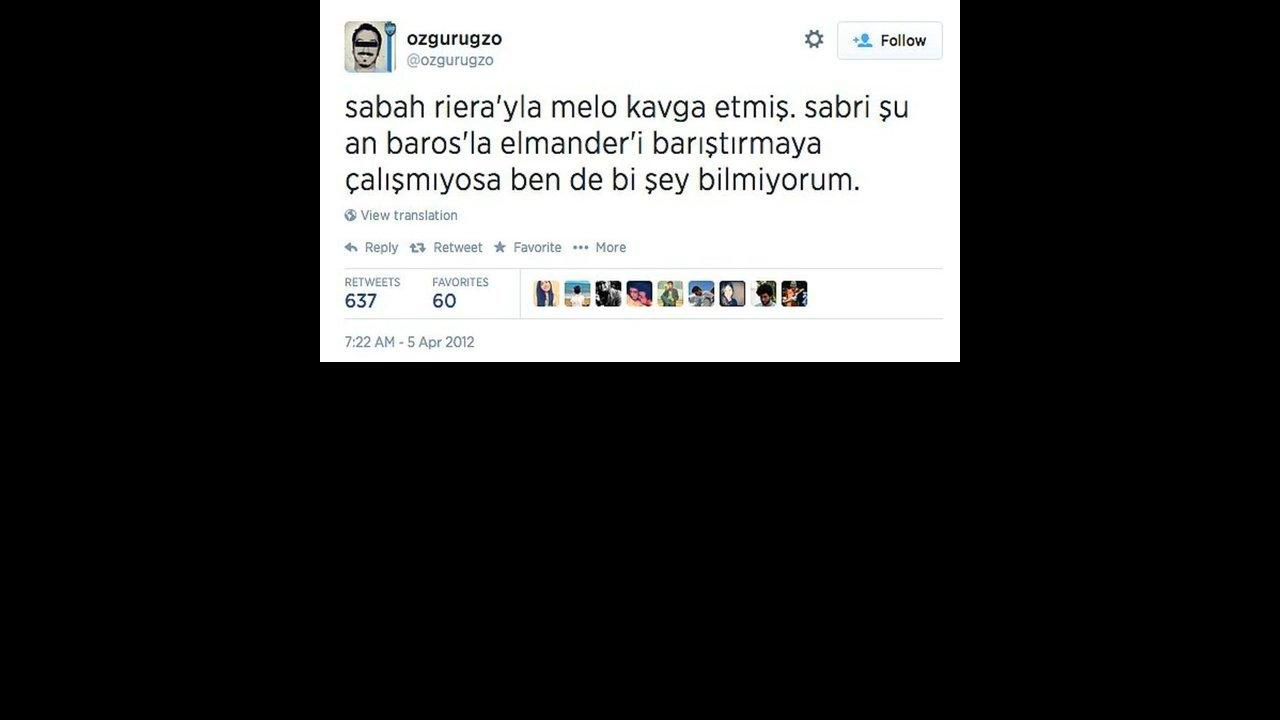 ozgurugzo
@ozgurugzo
Follow
sabah riera'yla melo kavga etmiş. sabri şu
an baros'la elmander'i barıştırmaya
çalışmıyosa ben de bi şey bilmiyorum.
View translation
Reply Retweet Favorite More
RETWEETS FAVORITES
637 60
7:22 AM - 5 Apr 2012